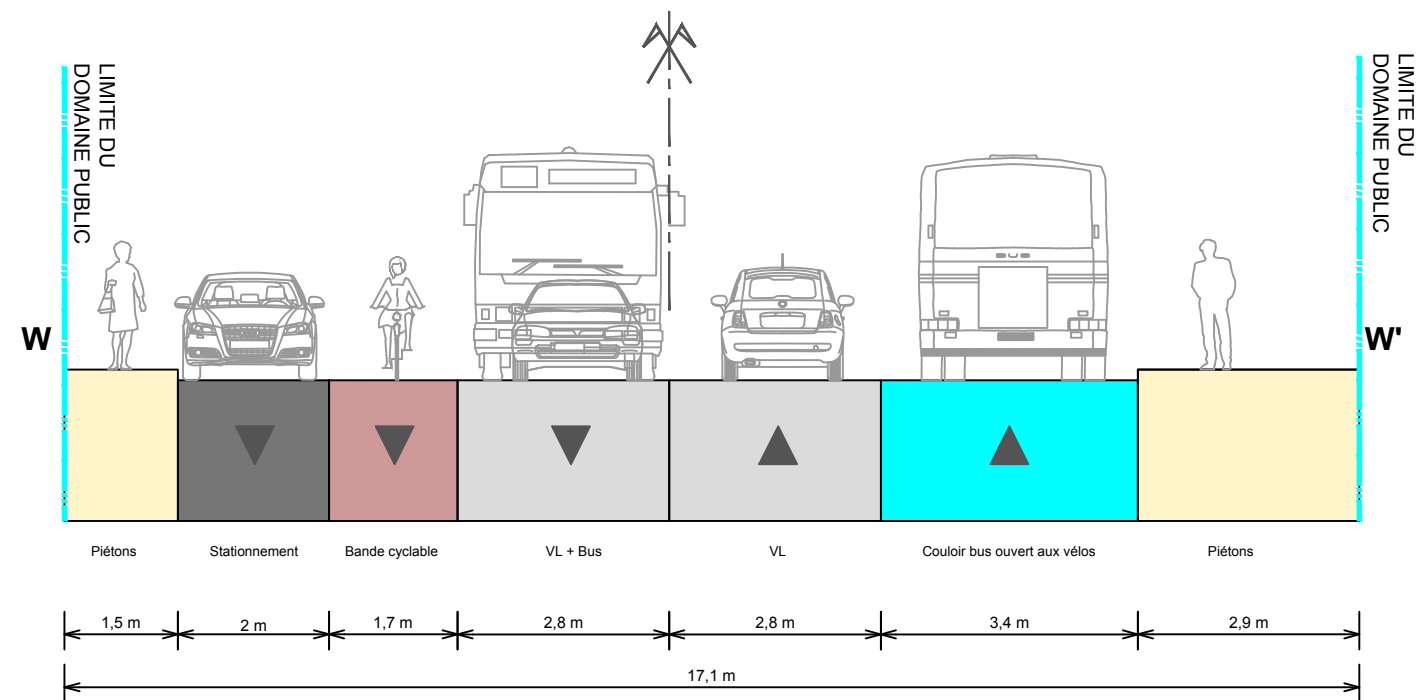 LIMITE DU
DOMAINE PUBLIC
LIMITE DU
DOMAINE PUBLIC
W
W'
Piétons
Stationnement
Bande cyclable
VL + Bus
VL
Couloir bus ouvert aux vélos
Piétons
1,5 m
2 m
1,7 m
2,8 m
2,8 m
3,4 m
2,9 m
17,1 m